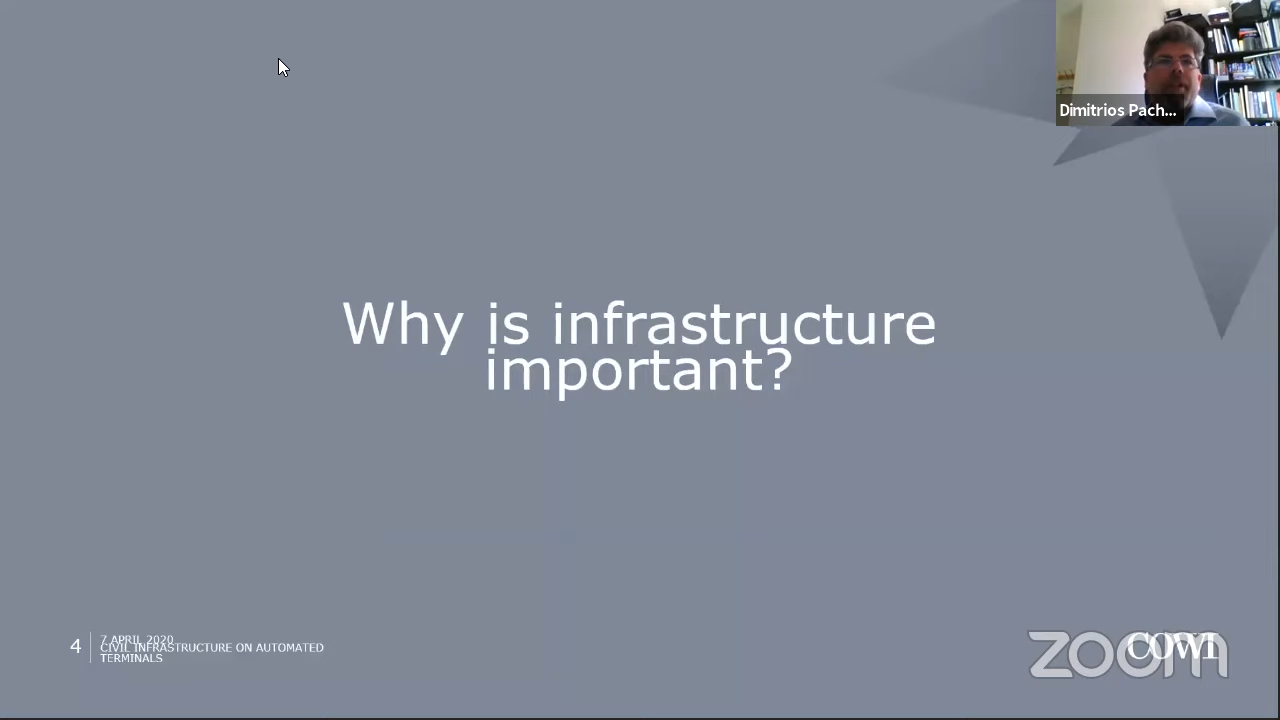 Dimitrios Pach...
Why is infrastructure
important?
4
7 APRIL 2020
CIVIL INFRASTRUCTURE ON AUTOMATED
TERMINALS
COWI
zoom